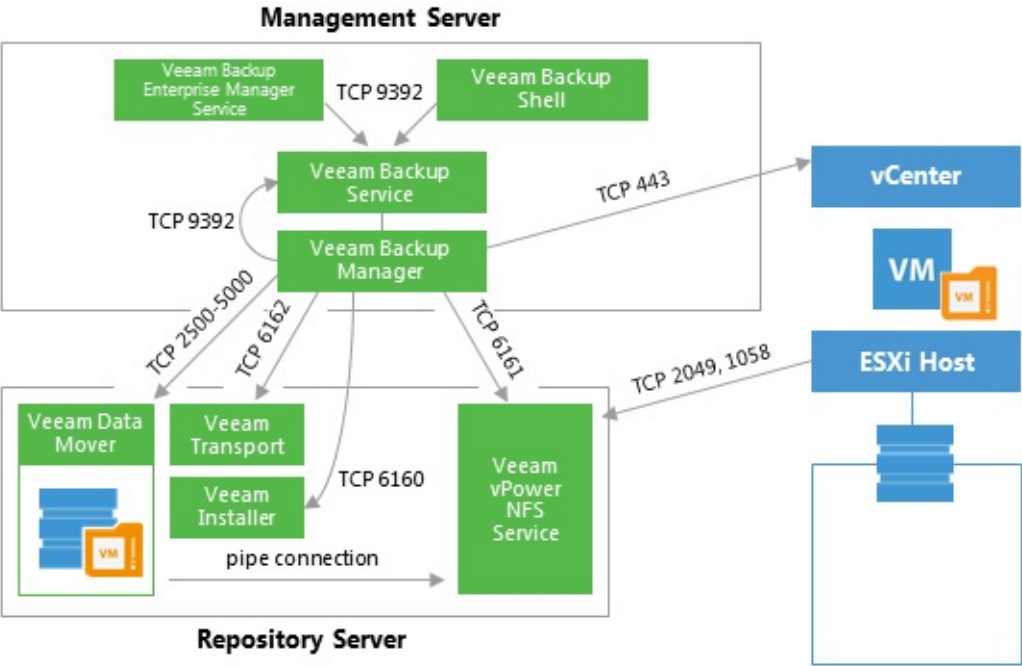 Management Server
Veeam Backup
Enterprise Manager
Service
TCP 9392
Veeam Backup
Shell
Veeam Backup
Service
TCP 9392
Veeam Backup
Manager
TCP 443
vCenter
VM
VM
TCP 2500-5000
TCP 6162
TCP 6161
TCP 2049, 1058
ESXi Host
Veeam Data
Mover
VM
Veeam
Transport
Veeam
Installer
TCP 6160
Veeam
vPower
NFS
Service
pipe connection
Repository Server